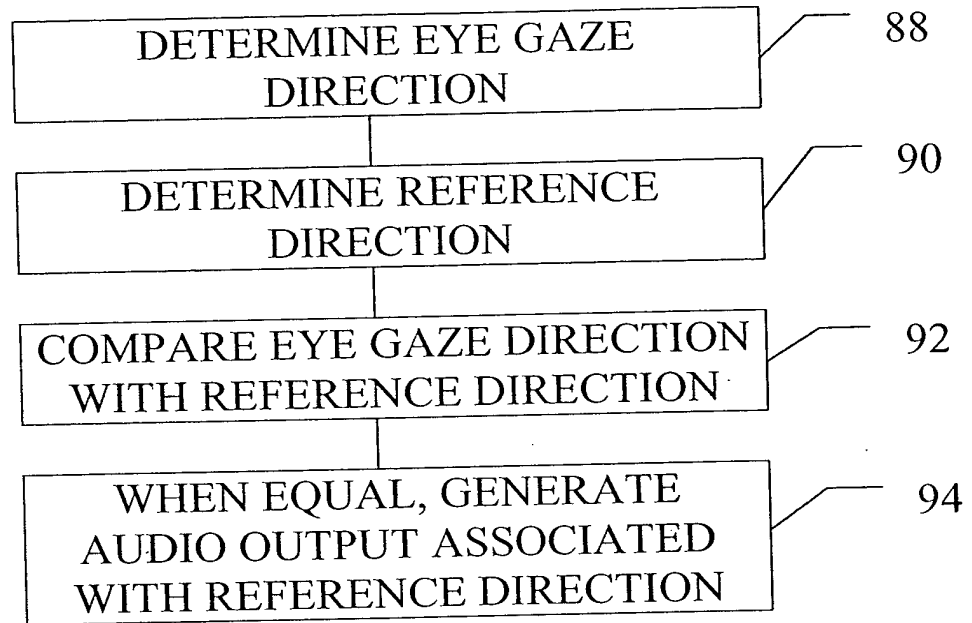 DETERMINE EYE GAZE
DIRECTION
88
DETERMINE REFERENCE
DIRECTION
90
COMPARE EYE GAZE DIRECTION
WITH REFERENCE DIRECTION
92
WHEN EQUAL, GENERATE
AUDIO OUTPUT ASSOCIATED
WITH REFERENCE DIRECTION
94